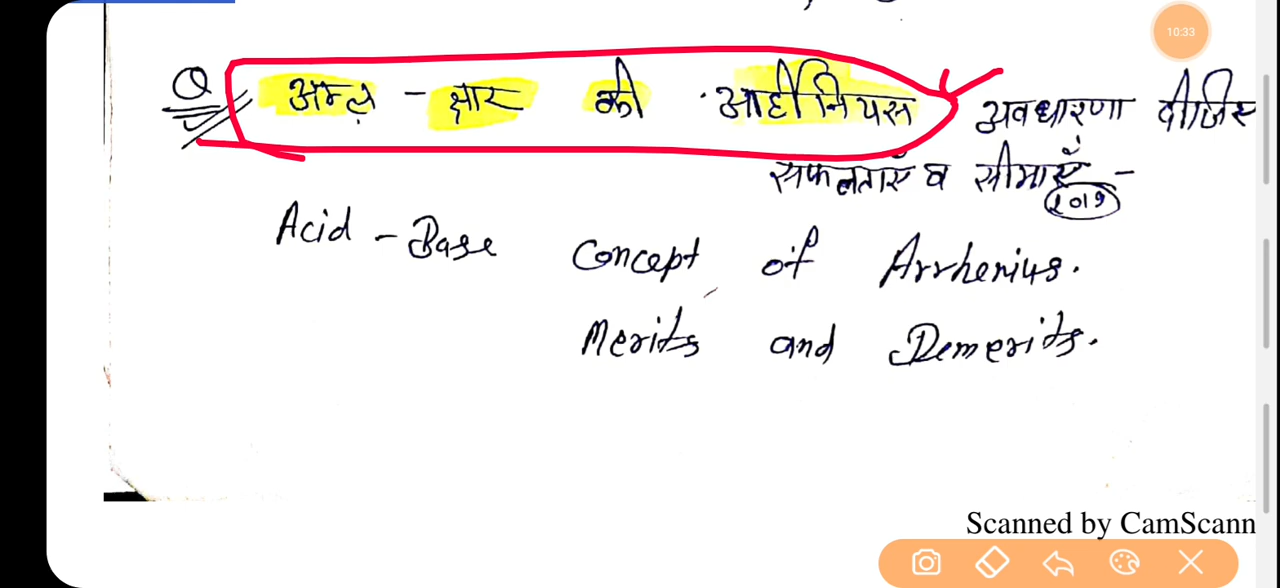 10:33
Q अम्ल - क्षार की आर्हीनियस अवधारणा दीजिए
सफलताएँ व सीमाएँ -
2019
Acid - Base Concept of Arrhenius.
Merits and Demerits.
Scanned by CamScann